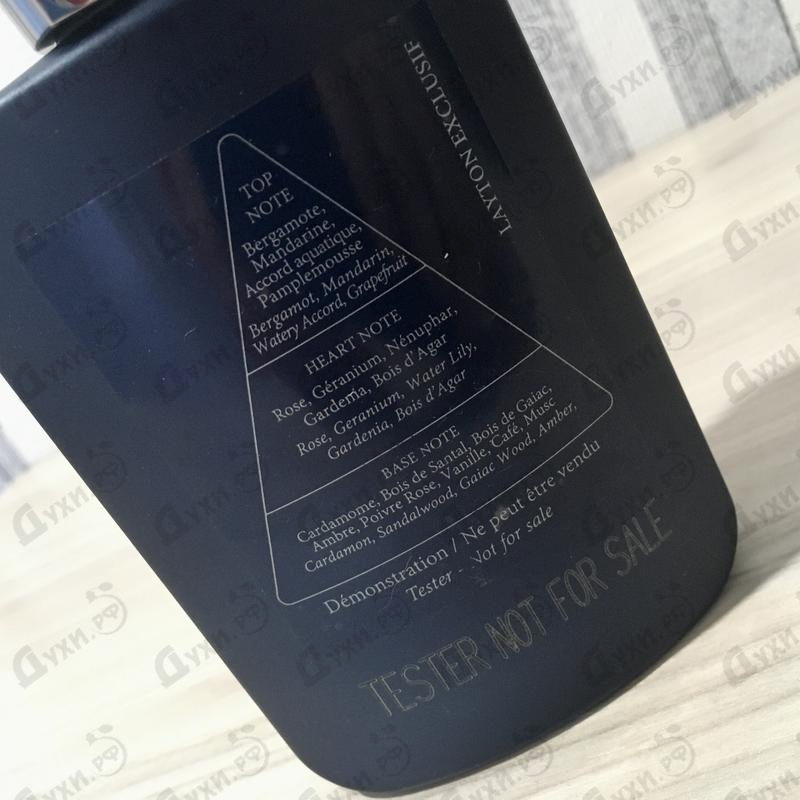 LAYTON EXCLUSIF
TOP
NOTE
Bergamote,
Mandarine,
Accord aquatique,
Pamplemousse
Bergamot, Mandarin,
Watery Accord, Grapefruit
HEART NOTE
Rose, Géranium, Nénuphar,
Gardenia, Bois d'Agar
Rose, Geranium, Water Lily,
Gardenia, Bois d'Agar
BASE NOTE
Cardamome, Bois de Santal, Bois de Gaiac,
Ambre, Poivre Rose, Vanille, Café, Musc
Cardamon, Sandalwood, Gaiac Wood, Amber,
Démonstration / Ne peut être vendu
Tester - Not for sale
TESTER NOT FOR SALE
Духи.рф